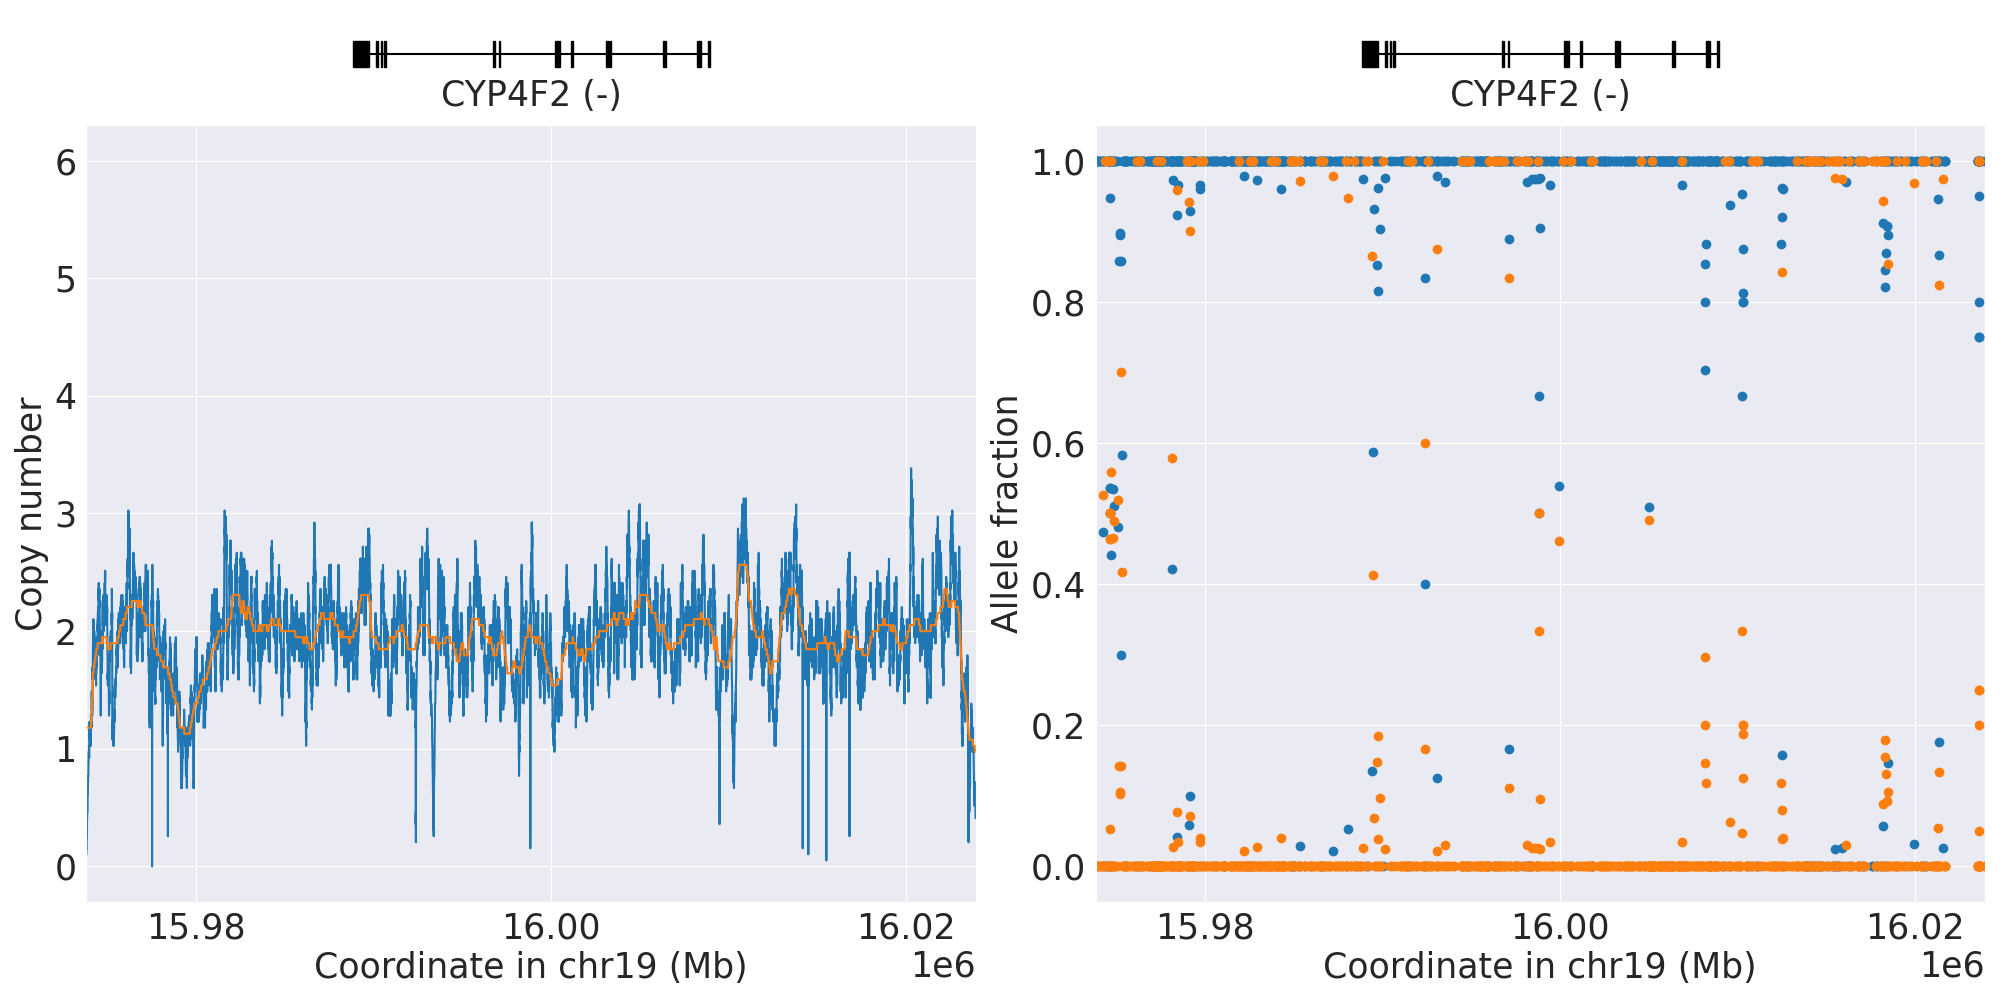 CYP4F2 (-)
6
5
4
3
2
1
0
Copy number
15.98
16.00
16.02
Coordinate in chr19 (Mb)
1e6
CYP4F2 (-)
1.0
0.8
0.6
0.4
0.2
0.0
Allele fraction
15.98
16.00
16.02
Coordinate in chr19 (Mb)
1e6